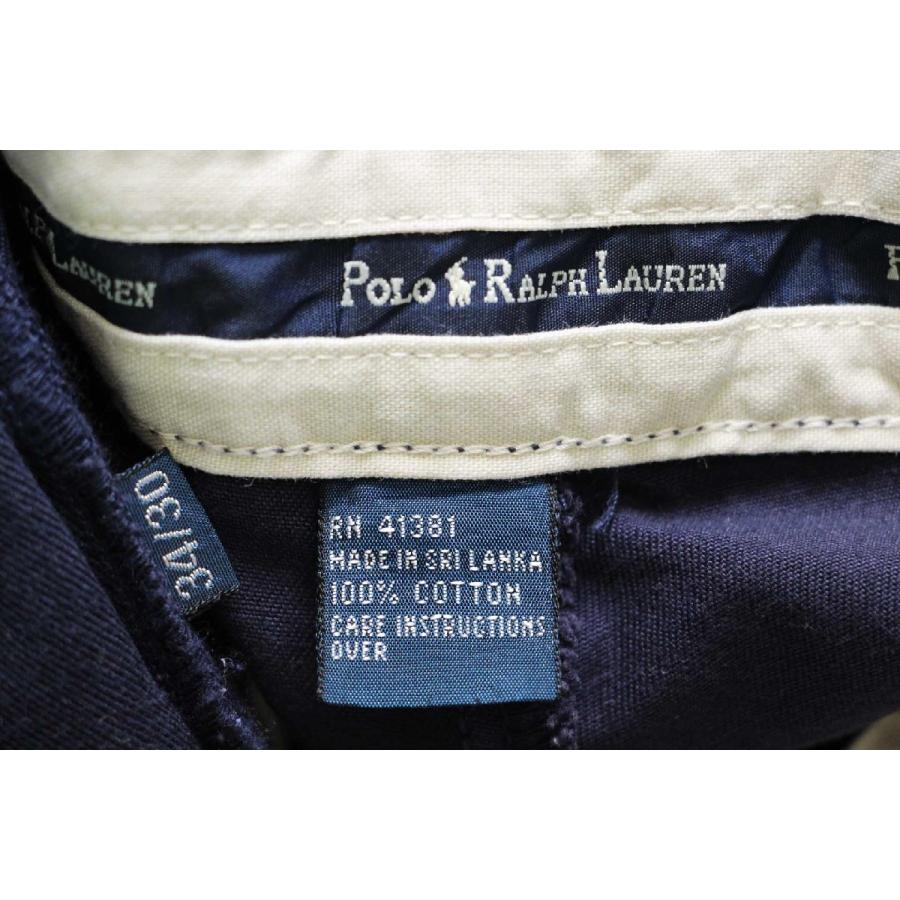 LAUREN POLO RALPH LAUREN
34/30
RN 41381
MADE IN SRI LANKA
100% COTTON
CARE INSTRUCTIONS
OVER